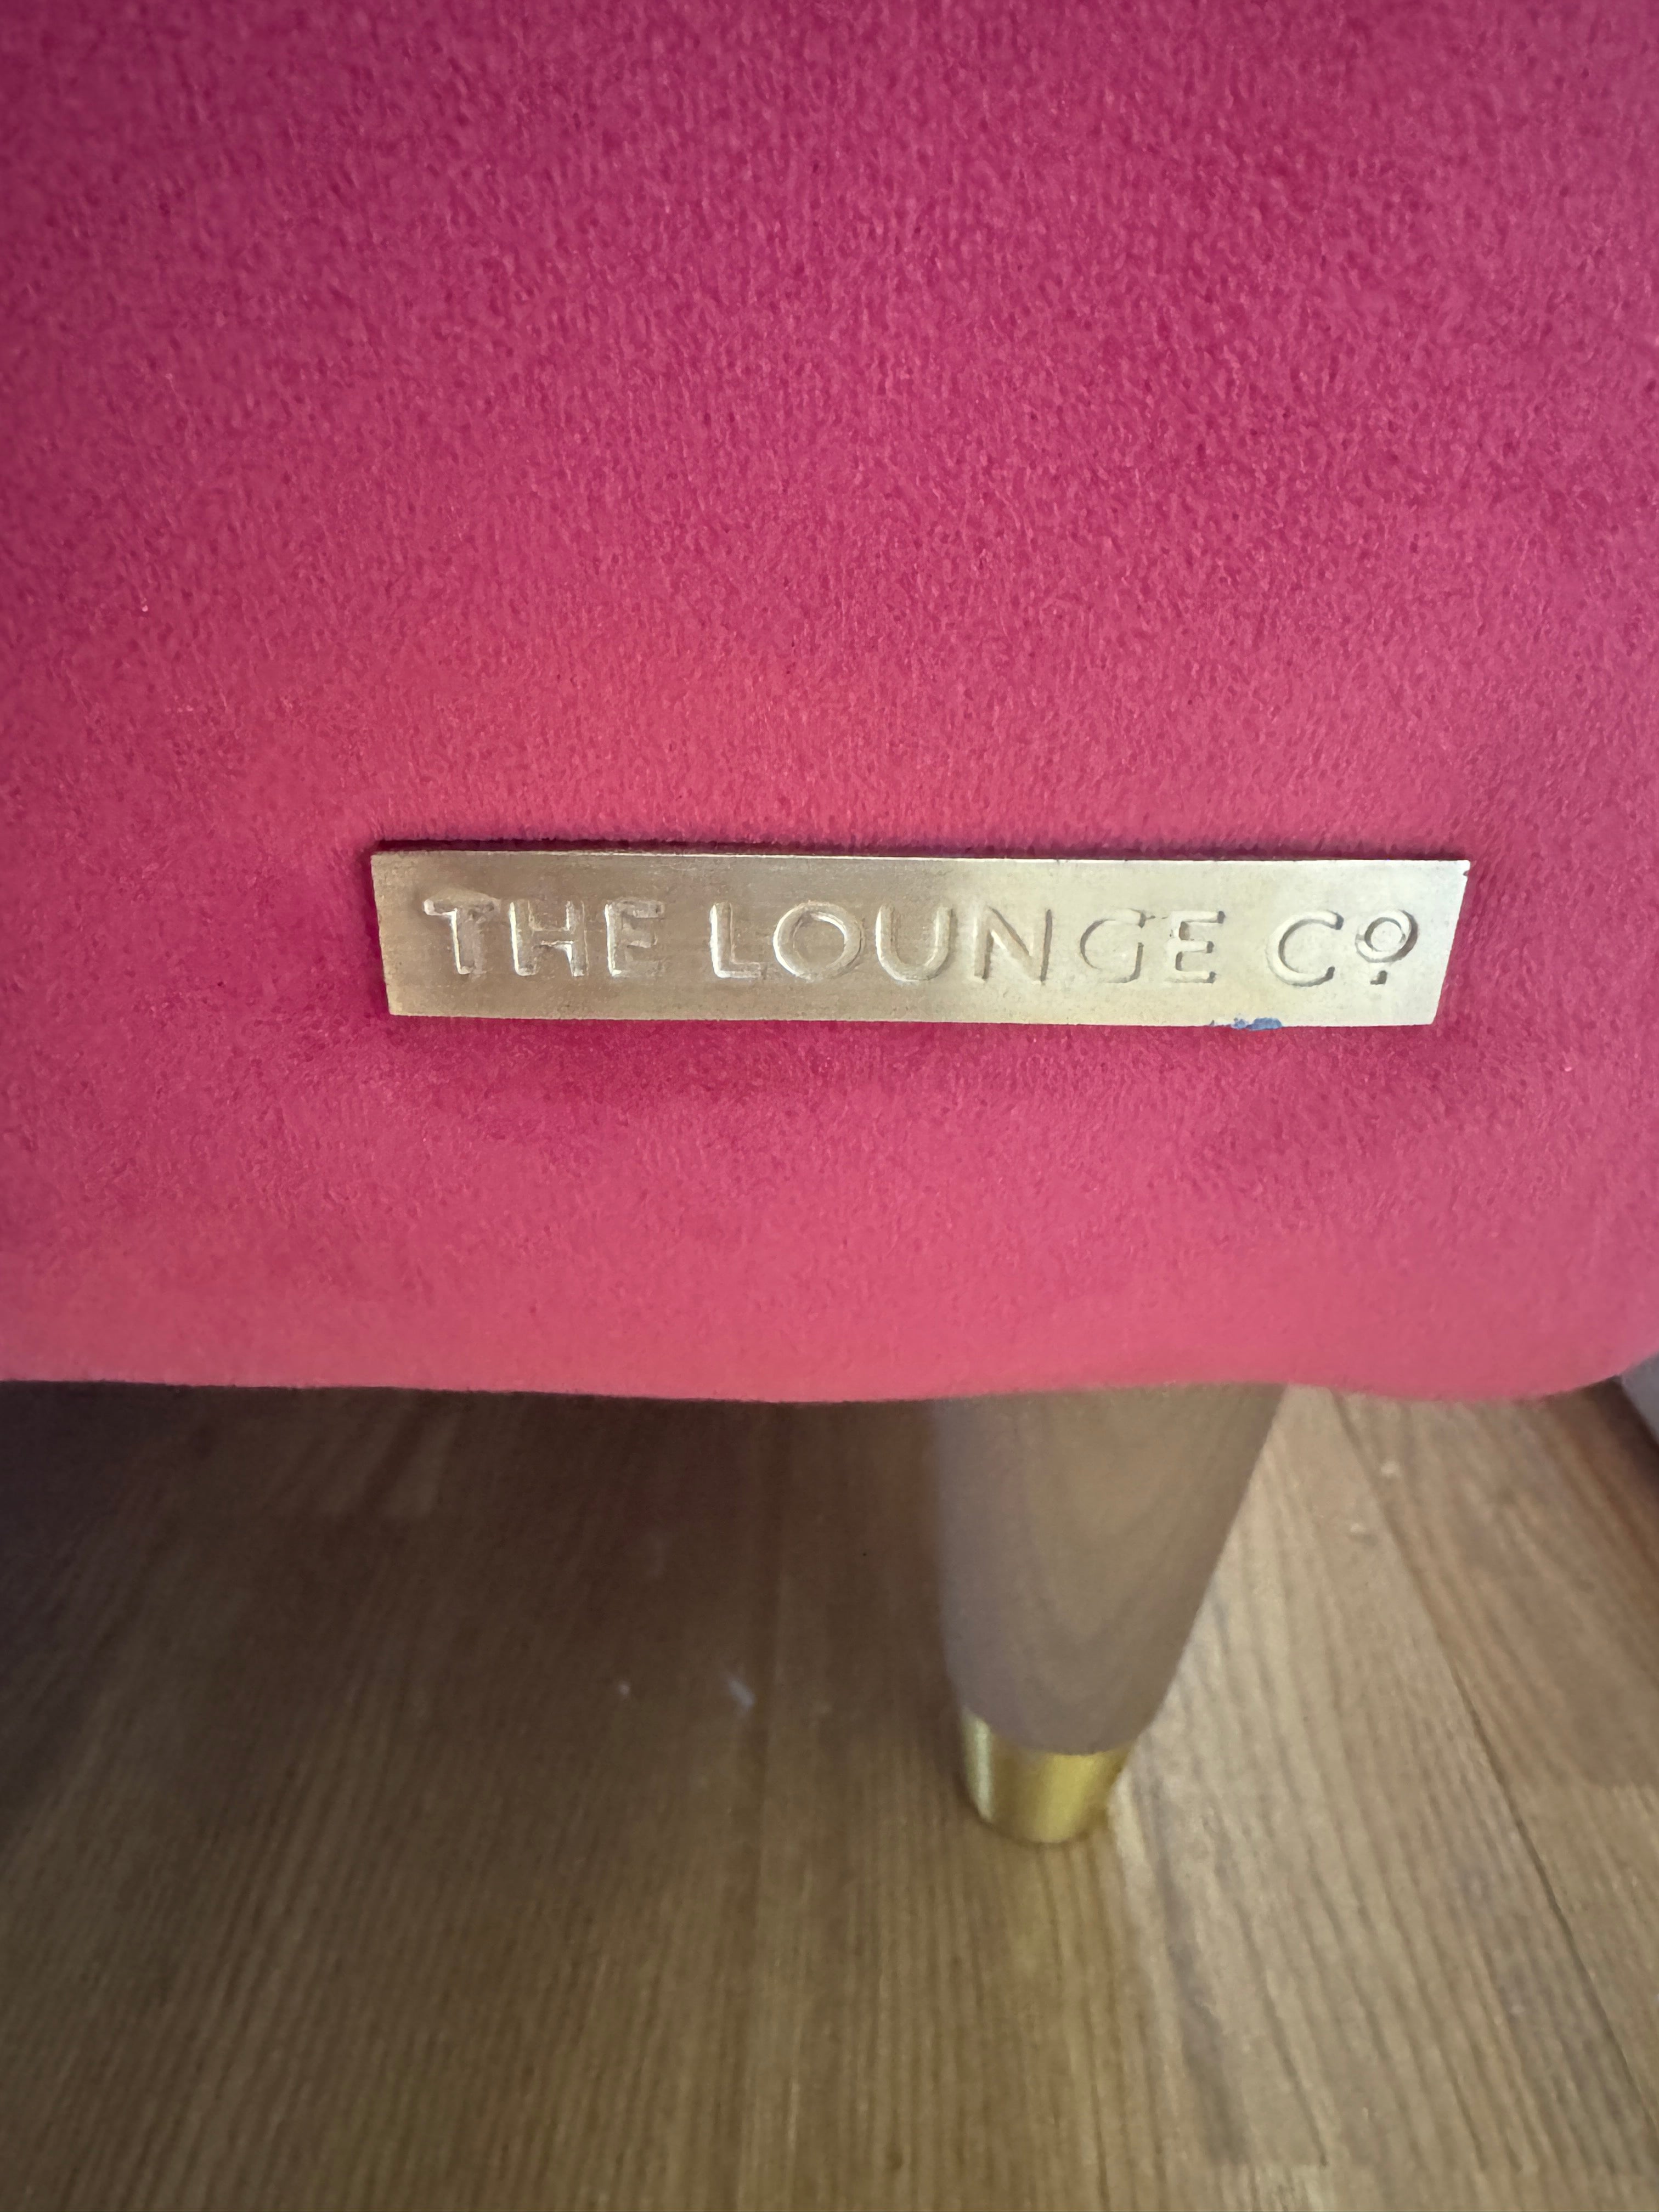 THE LOUNGE Cº